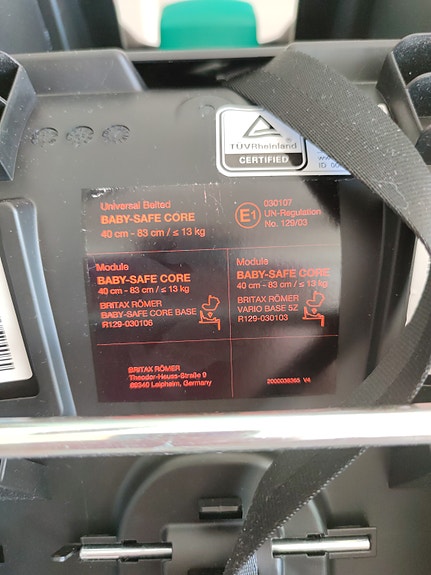 TÜVRheinland
CERTIFIED
Universal Belted
BABY-SAFE CORE
40 cm - 83 cm / ≤ 13 kg
E1
030107
UN-Regulation
No. 129/03
Module
BABY-SAFE CORE
40 cm - 83 cm / ≤ 13 kg
BRITAX RÖMER
BABY-SAFE CORE BASE
R129-030106
Module
BABY-SAFE CORE
40 cm - 83 cm / ≤ 13 kg
BRITAX RÖMER
VARIO BASE 5Z
R129-030103
BRITAX RÖMER
Theodor-Heuss-Straße 9
89340 Leipheim, Germany
2000038365 V4